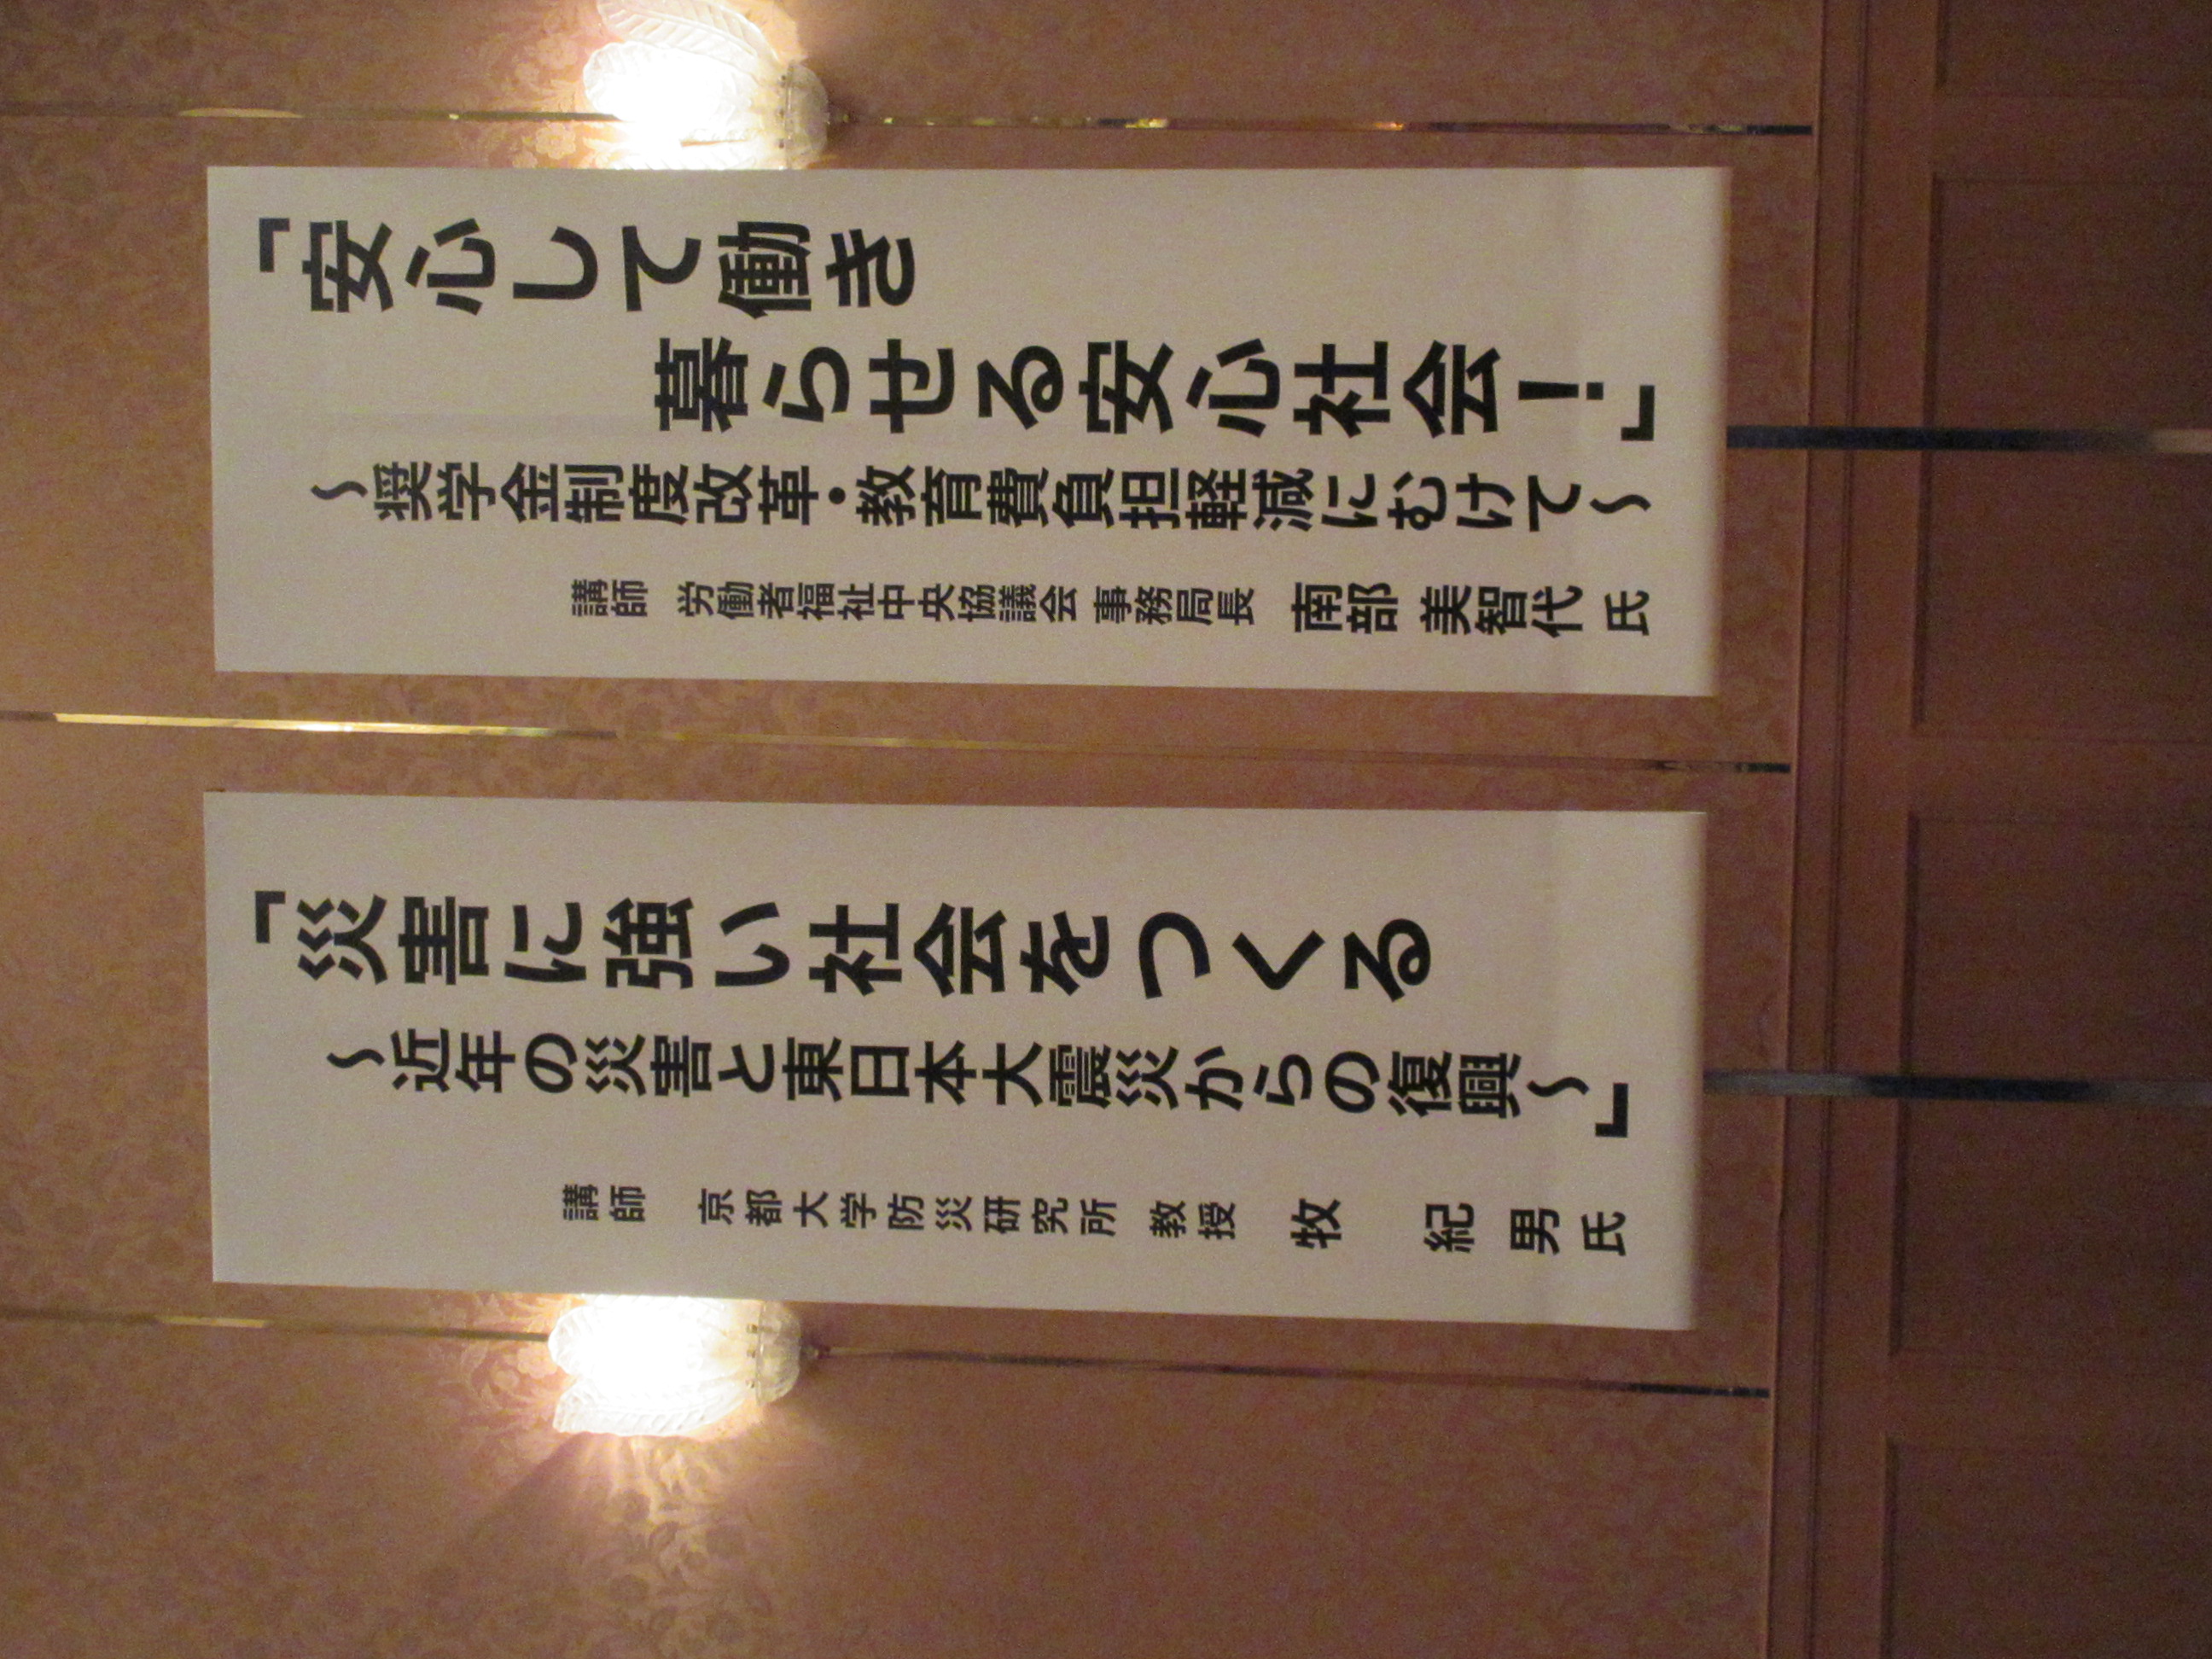 「安心して働き
暮らせる安心社会！」
～奨学金制度改革・教育費負担軽減にむけて～
講師　労働者福祉中央協議会　事務局長　南部　美智代　氏
「災害に強い社会をつくる
～近年の災害と東日本大震災からの復興～」
講師　京都大学防災研究所　教授　牧　紀男　氏